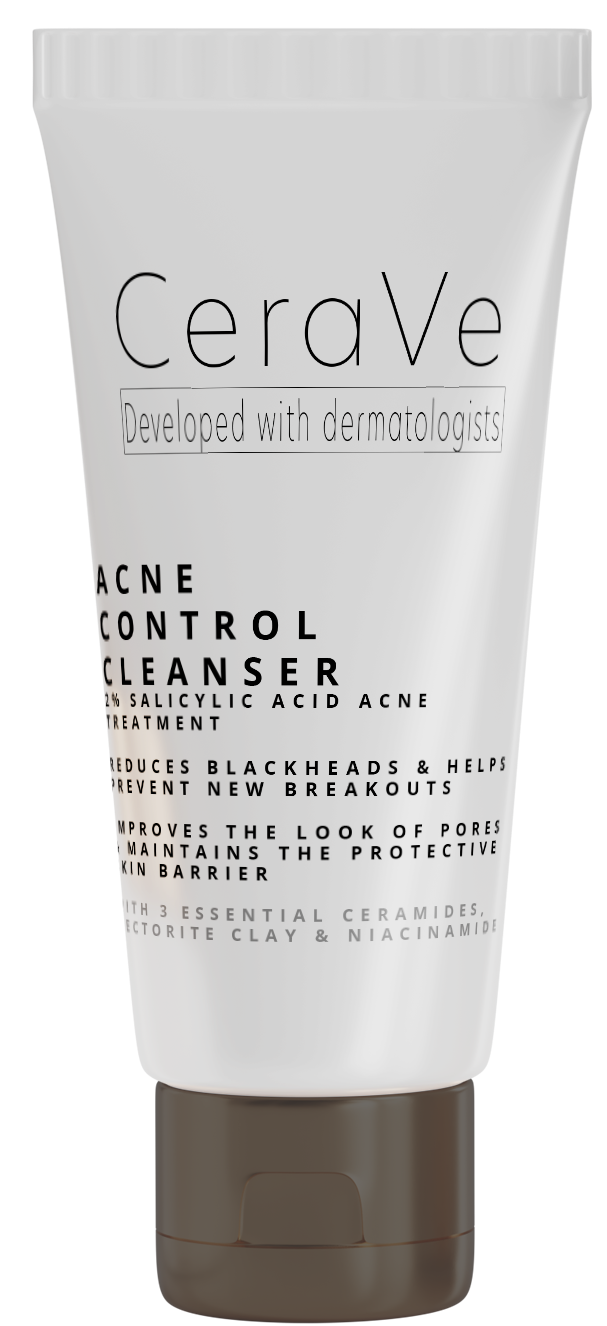 CeraVe
Developed with dermatologists
ACNE
CONTROL
CLEANSER
2% SALICYLIC ACID ACNE
TREATMENT
REDUCES BLACKHEADS & HELPS
PREVENT NEW BREAKOUTS
MPROVES THE LOOK OF PORES
& MAINTAINS THE PROTECTIVE
KIN BARRIER
ITH 3 ESSENTIAL CERAMIDES,
ECTORITE CLAY & NIACINAMIDE